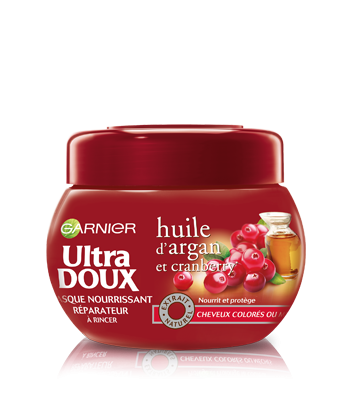 GARNIER
Ultra
DOUX
SQUE NOURRISSANT
RÉPARATEUR
À RINCER
huile
d'argan
et cranberry
EXTRAIT
NATUREL
Nourrit et protège
CHEVEUX COLORÉS OU